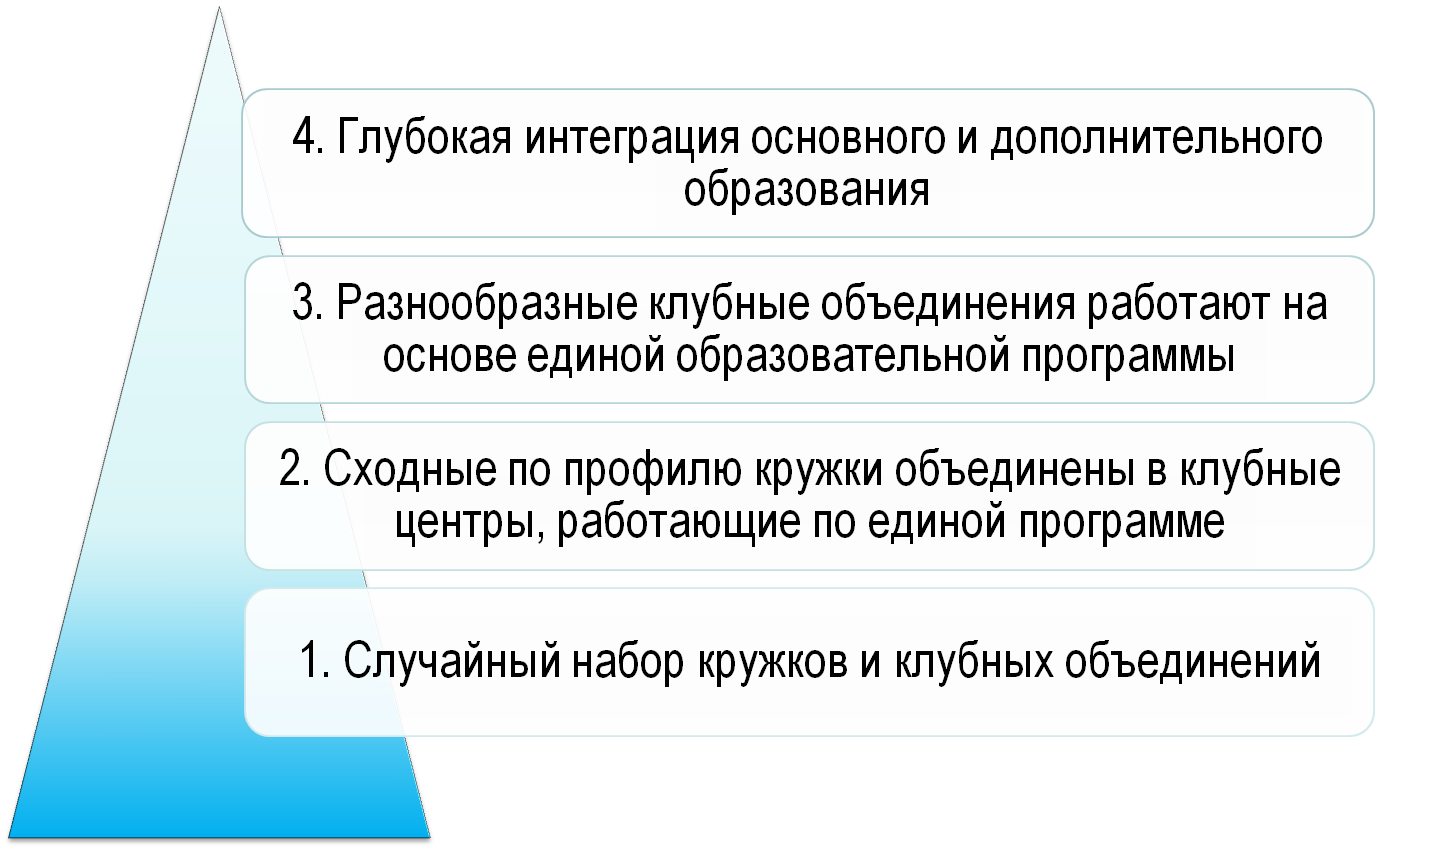 4. Глубокая интеграция основного и дополнительного
образования
3. Разнообразные клубные объединения работают на
основе единой образовательной программы
2. Сходные по профилю кружки объединены в клубные
центры, работающие по единой программе
1. Случайный набор кружков и клубных объединений